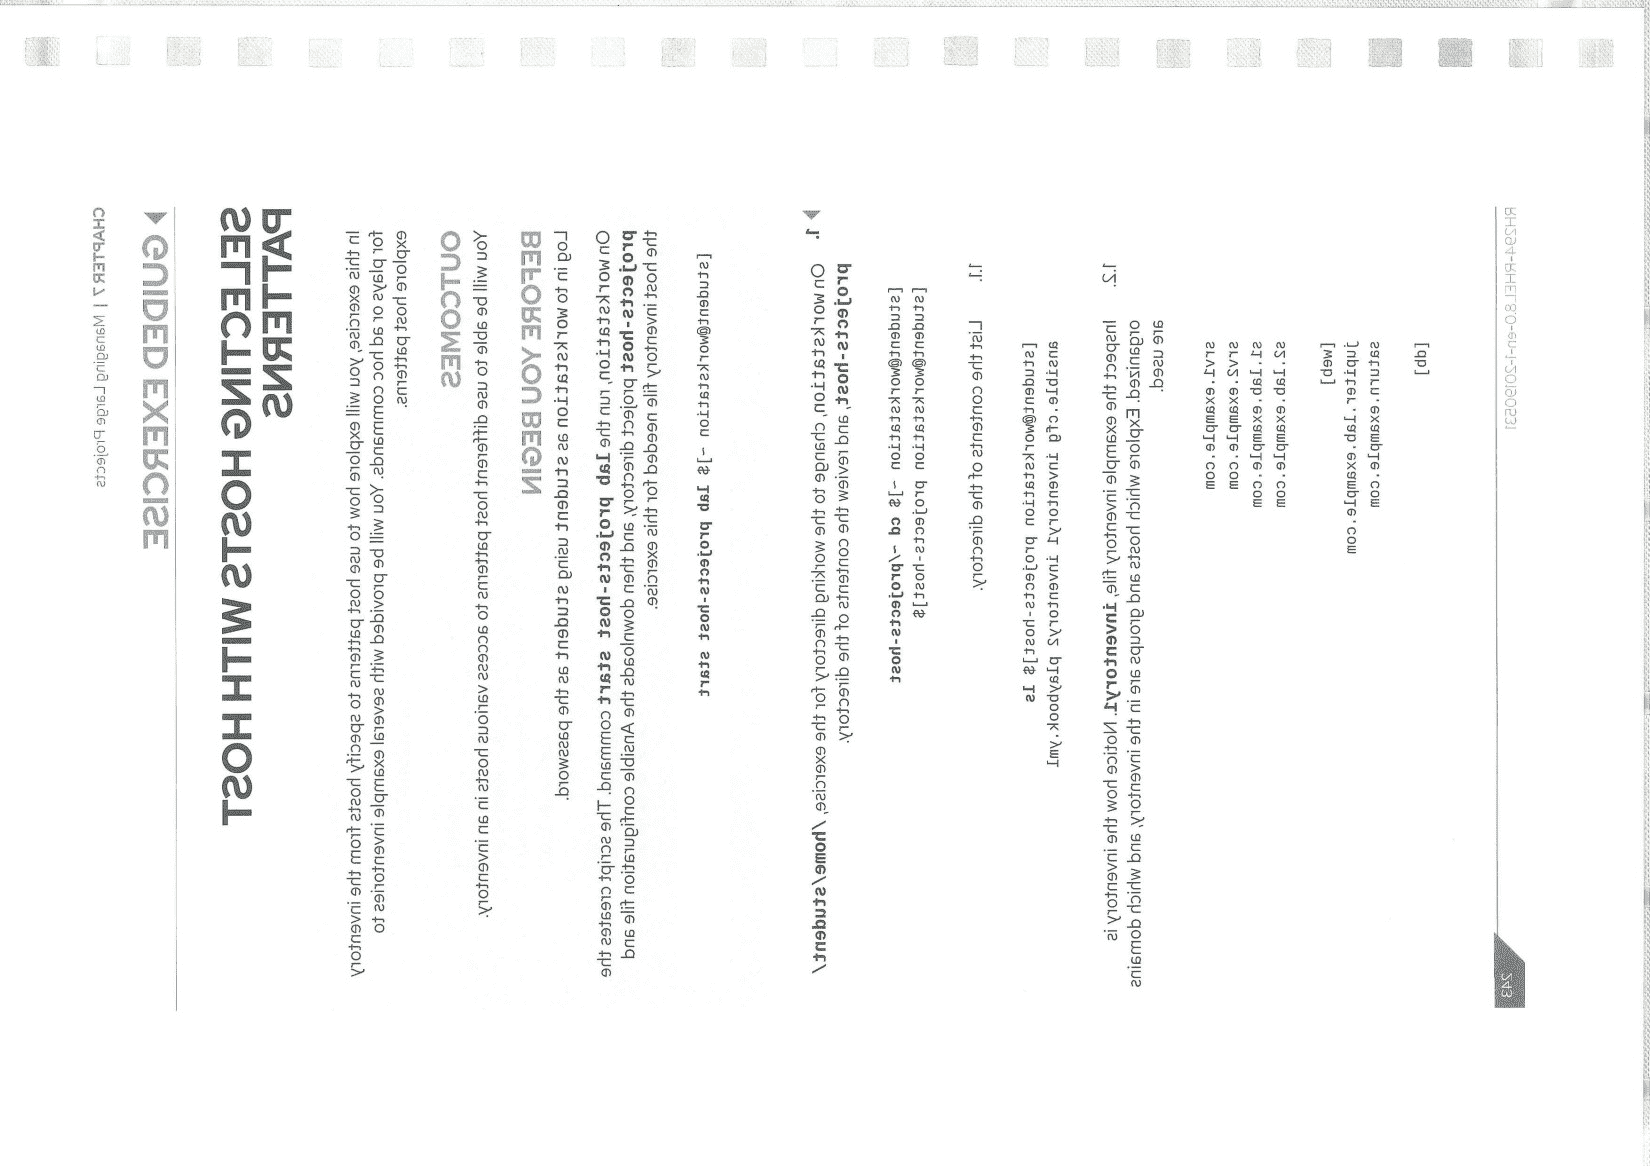 CHAPTER 7 | Managing Large Projects
GUIDED EXERCISE
SELECTING HOSTS WITH HOST
PATTERNS
In this exercise, you will explore how to use host patterns to specify hosts from the inventory
for plays or ad hoc commands. You will be provided with several example inventories to
explore host patterns.
OUTCOMES
You will be able to use different host patterns to access various hosts in an inventory.
BEFORE YOU BEGIN
Log in to workstation as student using student as the password.
On workstation, run the lab projects-host start command. The script creates the
projects-host project directory, and then downloads the Ansible configuration file and
the host inventory file needed for this exercise.
[student@workstation ~]$ lab projects-host start
1. On workstation, change to the working directory for the exercise, /home/student/
projects-host, and review the contents of the directory.
[student@workstation ~]$ cd ~/projects-host
[student@workstation projects-host]$
1.1. List the contents of the directory.
[student@workstation projects-host]$ ls
ansible.cfg inventory1 inventory2 playbook.yml
1.2. Inspect the example inventory file, inventory1. Notice how the inventory is
organized. Explore which hosts and groups are in the inventory, and which domains
are used.
srv1.example.com
srv2.example.com
s1.lab.example.com
s2.lab.example.com
[web]
jupiter.lab.example.com
saturn.example.com
[db]
RH294-RHEL8.0-en-1-20190531
243